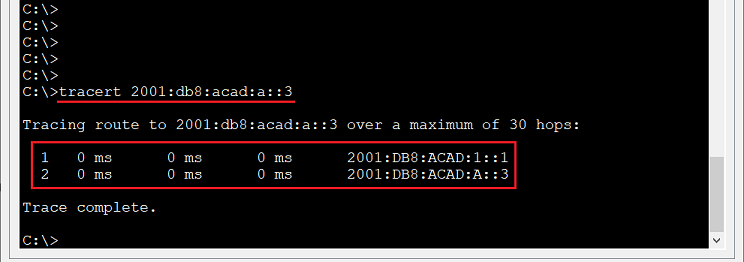 C:\>
C:\>
C:\>
C:\>
C:\>
C:\>tracert 2001:db8:acad:a::3
Tracing route to 2001:db8:acad:a::3 over a maximum of 30 hops:
1 0 ms 0 ms 0 ms 2001:DB8:ACAD:1::1
2 0 ms 0 ms 0 ms 2001:DB8:ACAD:A::3
Trace complete.
C:\>